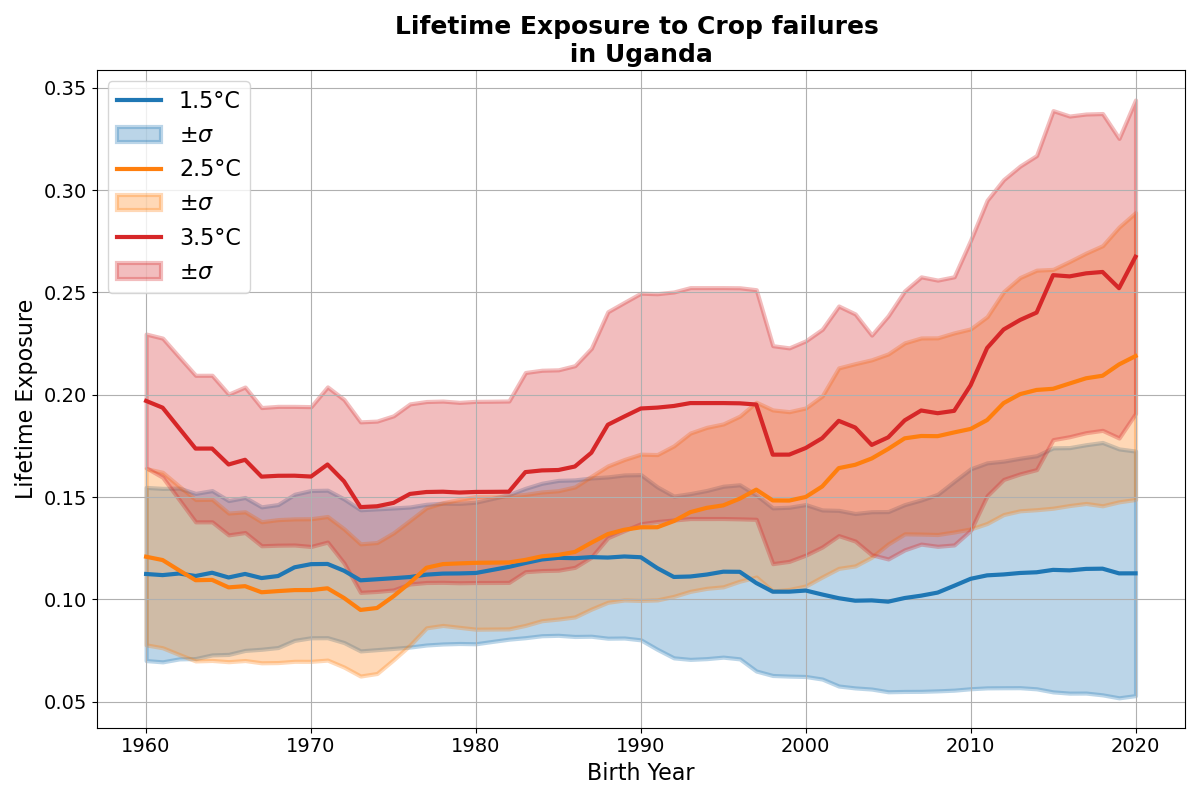 Lifetime Exposure to Crop failures
in Uganda
0.35
0.30
0.25
0.20
0.15
0.10
0.05
Lifetime Exposure
1.5°C
±σ
2.5°C
±σ
3.5°C
±σ
1960 1970 1980 1990 2000 2010 2020
Birth Year